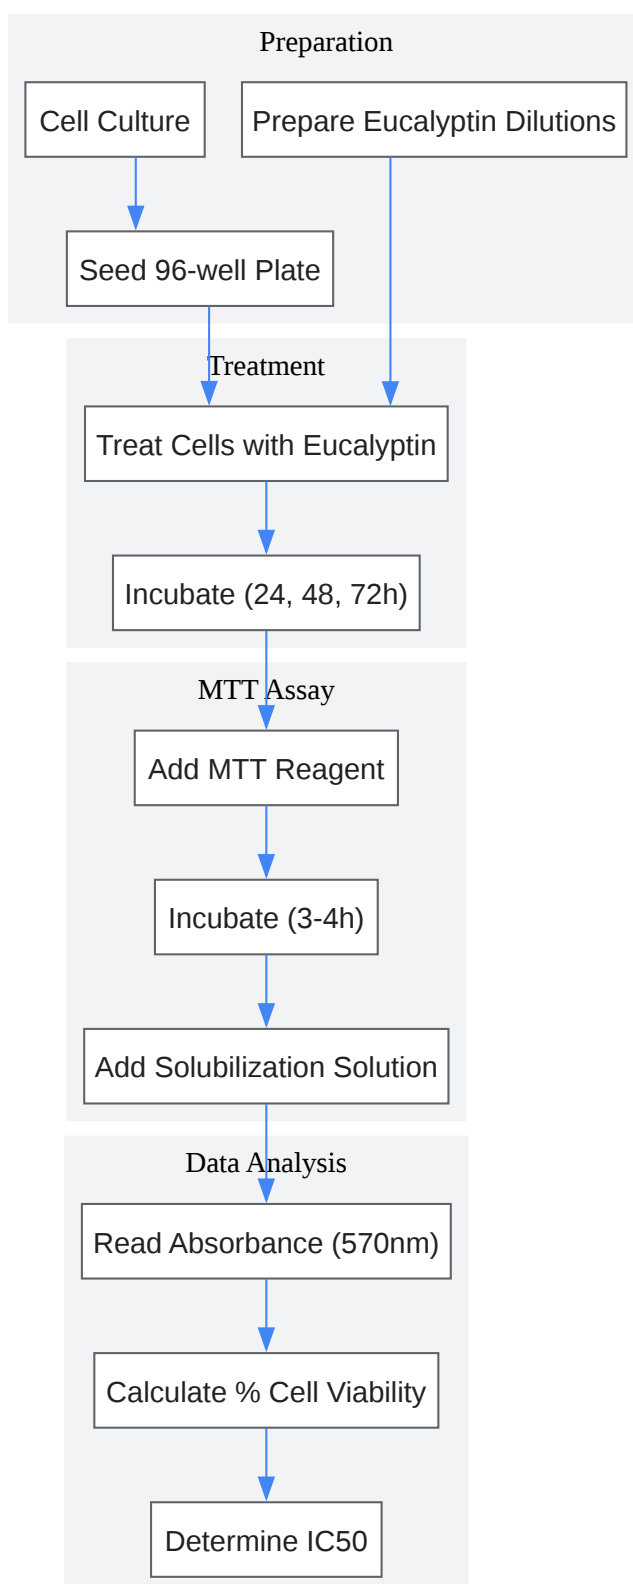 Preparation
Cell Culture
Prepare Eucalyptin Dilutions
Seed 96-well Plate
Treatment
Treat Cells with Eucalyptin
Incubate (24, 48, 72h)
MTT Assay
Add MTT Reagent
Incubate (3-4h)
Add Solubilization Solution
Data Analysis
Read Absorbance (570nm)
Calculate % Cell Viability
Determine IC50